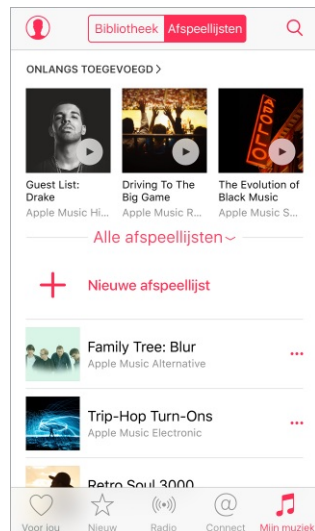 Bibliotheek Afspeellijsten
ONLANGS TOEGEVOEGD >
APOLLO
Guest List: Drake
Apple Music Hi...
Driving To The Big Game
Apple Music R...
The Evolution of Black Music
Apple Music S...
Alle afspeellijsten
Nieuwe afspeellijst
Family Tree: Blur
Apple Music Alternative
Trip-Hop Turn-Ons
Apple Music Electronic
Retro Soul 3000
Voor jou Nieuw Radio Connect Mijn muziek